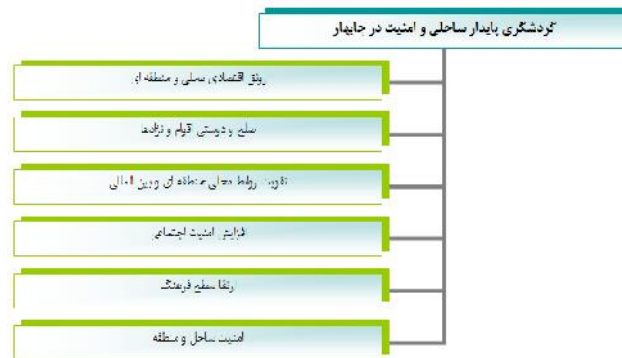 گردشگری پایدار ساحلی و امنیت در چابهار
رونق اقتصادی محلی و منطقه ای
صلح و دوستی اقوام و نژادها
تقویت روابط محلی منطقه ای و بین المللی
افزایش امنیت اجتماعی
ارتقا سطح فرهنگ
امنیت ساحل و منطقه